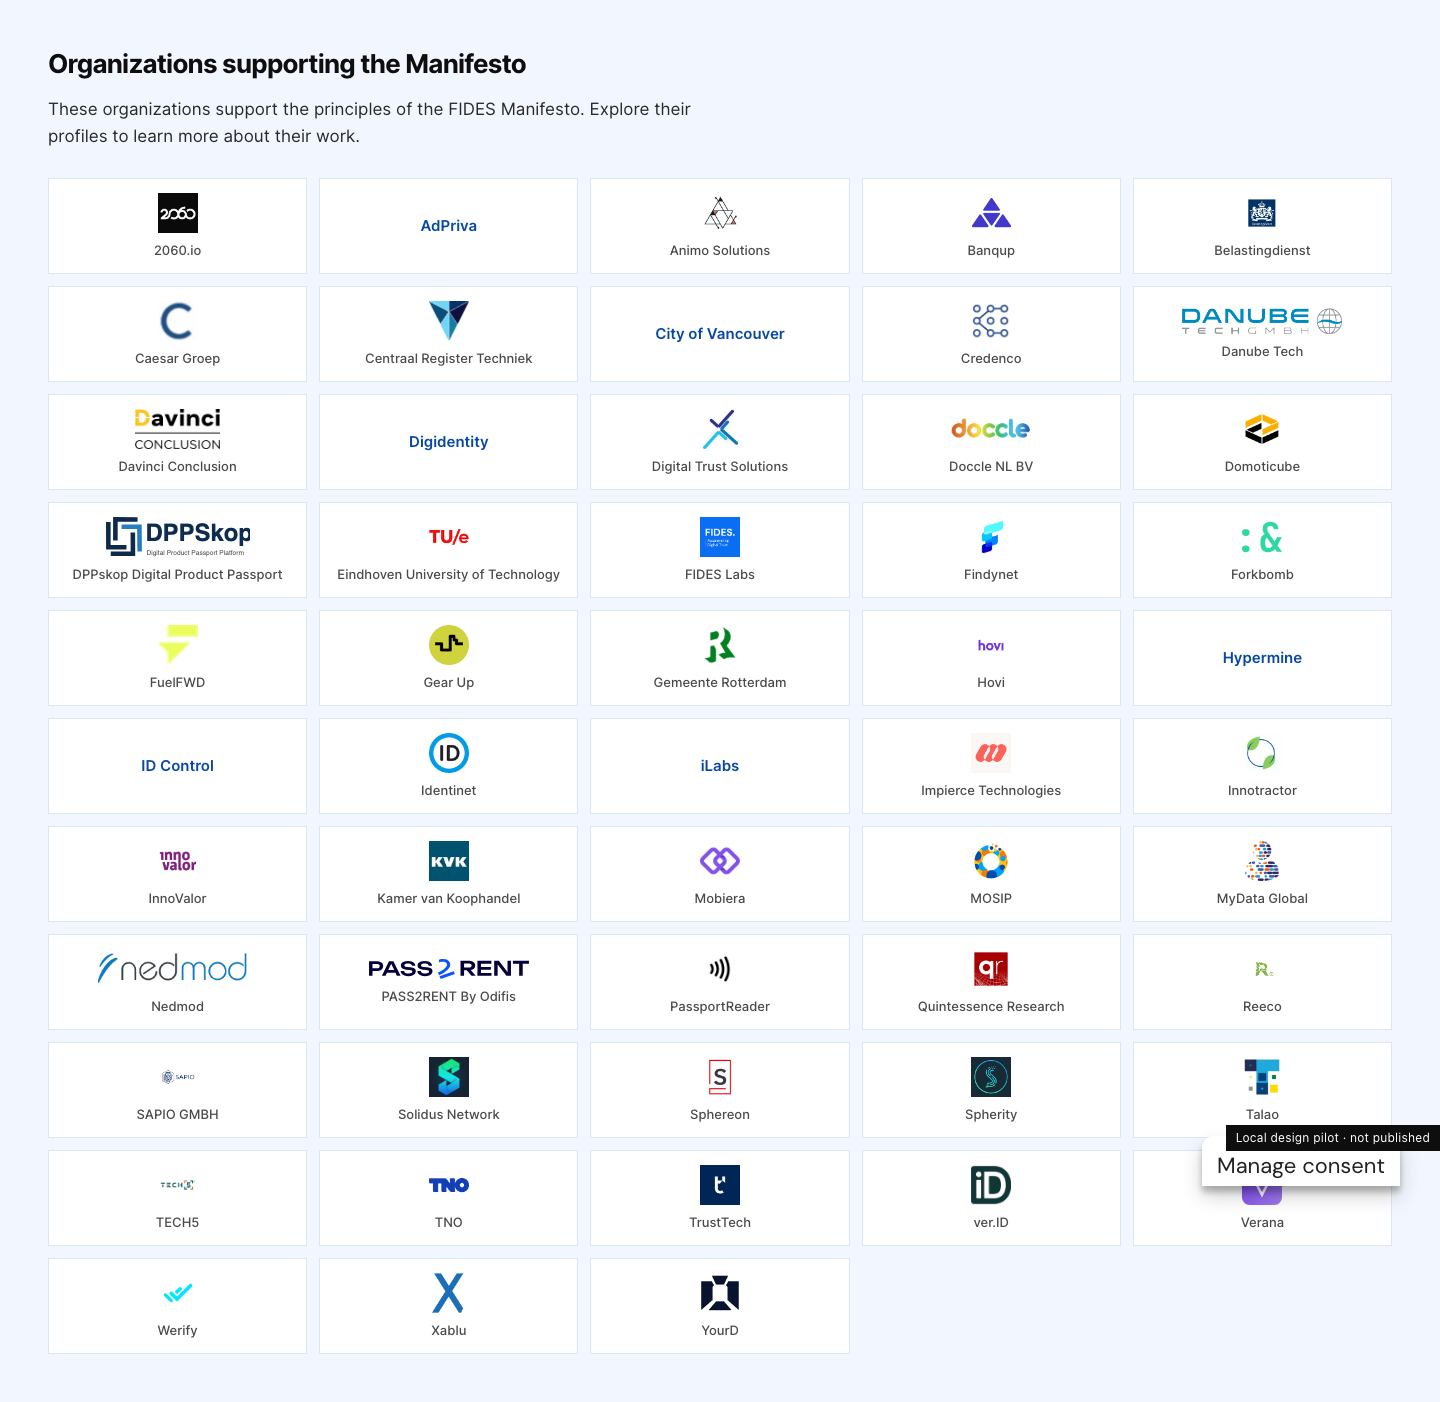 Organizations supporting the Manifesto
These organizations support the principles of the FIDES Manifesto. Explore their
profiles to learn more about their work.
2060
2060.io
AdPriva
Animo Solutions
Banqup
Belastingdienst
Caesar Groep
Centraal Register Techniek
City of Vancouver
Credenco
DANUBE
TECH GMBH
Danube Tech
Davinci
CONCLUSION
Davinci Conclusion
Digidentity
Digital Trust Solutions
doccle
Doccle NL BV
Domoticube
DPPSkop
Digital Product Passport Platform
DPPskop Digital Product Passport
TU/e
Eindhoven University of Technology
FIDES.
FIDES Labs
Findynet
:&
Forkbomb
FuelFWD
Gear Up
Gemeente Rotterdam
hovi
Hovi
Hypermine
ID Control
ID
Identinet
iLabs
Impierce Technologies
Innotractor
inno
valor
InnoValor
KVK
Kamer van Koophandel
Mobiera
MOSIP
MyData Global
nedmod
Nedmod
PASS2RENT
PASS2RENT By Odifis
PassportReader
qr
Quintessence Research
R
Reeco
SAPIO
SAPIO GMBH
S
Solidus Network
S
Sphereon
S
Spherity
Talao
Local design pilot · not published
Manage consent
TECH5
TECH5
TNO
TNO
TrustTech
iD
ver.ID
Verana
Werify
X
Xablu
YourD